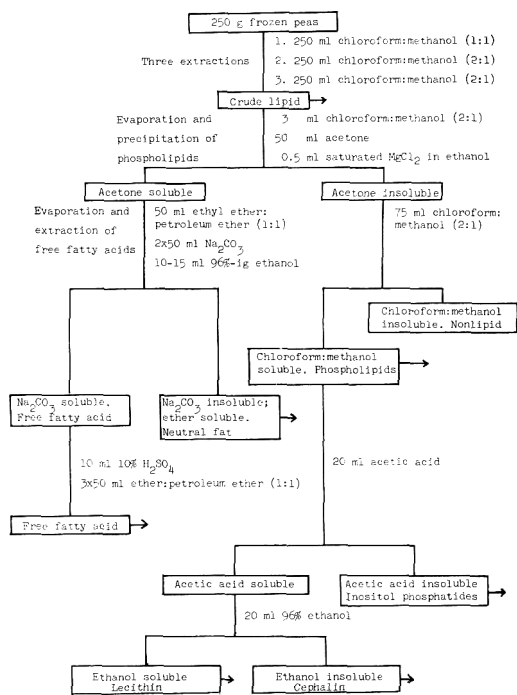 250 g frozen peas
Three extractions
1. 250 ml chloroform:methanol (1:1)
2. 250 ml chloroform:methanol (2:1)
3. 250 ml chloroform:methanol (2:1)
Crude lipid
Evaporation and
precipitation of
phospholipids
3 ml chloroform:methanol (2:1)
50 ml acetone
0.5 ml saturated MgCl2 in ethanol
Acetone soluble
Acetone insoluble
Evaporation and
extraction of
free fatty acids
50 ml ethyl ether:
petroleum ether (1:1)
2x50 ml Na2CO3
10-15 ml 96%-ig ethanol
75 ml chloroform:
methanol (2:1)
Chloroform:methanol
insoluble. Nonlipid
Chloroform:methanol
soluble. Phospholipids
Na2CO3 soluble.
Free fatty acid
Na2CO3 insoluble;
ether soluble.
Neutral fat
10 ml 10% H2SO4
3x50 ml ether:petroleum ether (1:1)
20 ml acetic acid
Free fatty acid
Acetic acid soluble
Acetic acid insoluble
Inositol phosphatides
20 ml 96% ethanol
Ethanol soluble
Lecithin
Ethanol insoluble
Cephalin